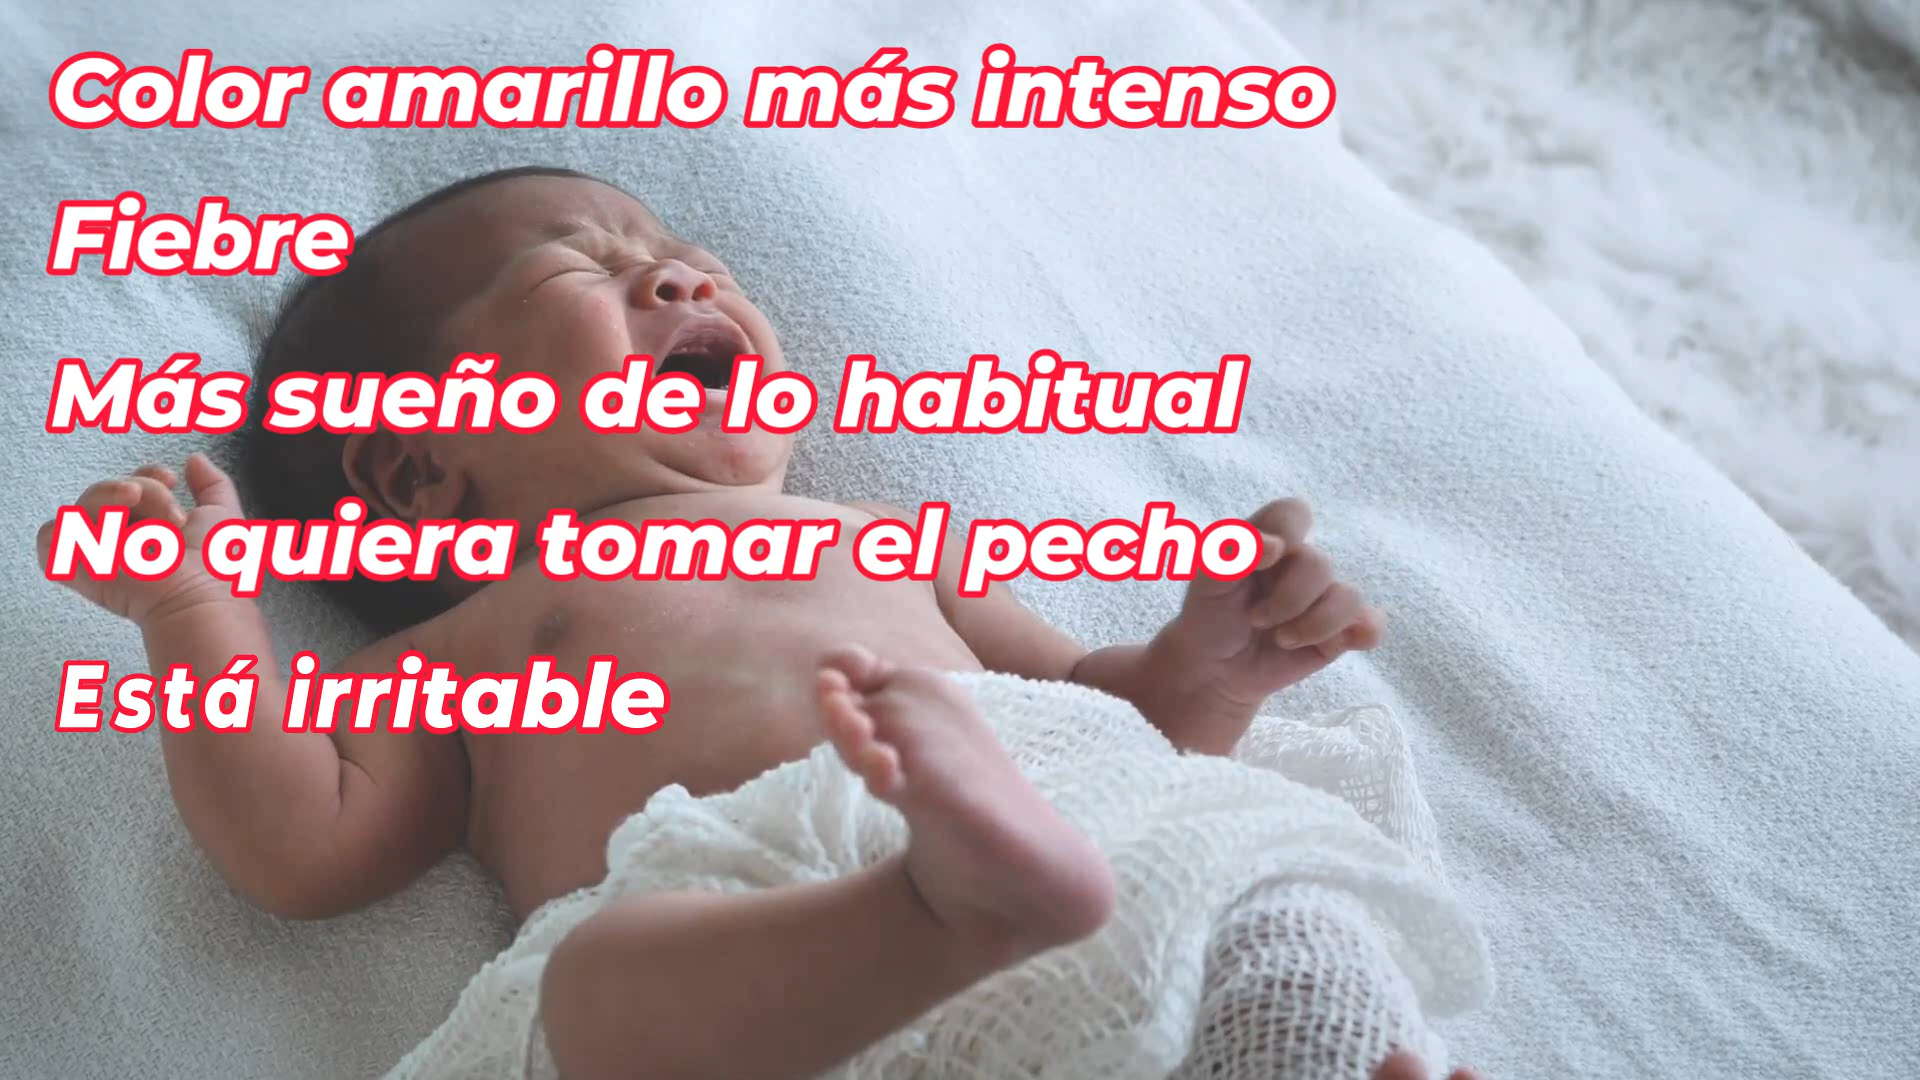 Color amarillo más intenso
Fiebre
Más sueño de lo habitual
No quiera tomar el pecho
Está irritable